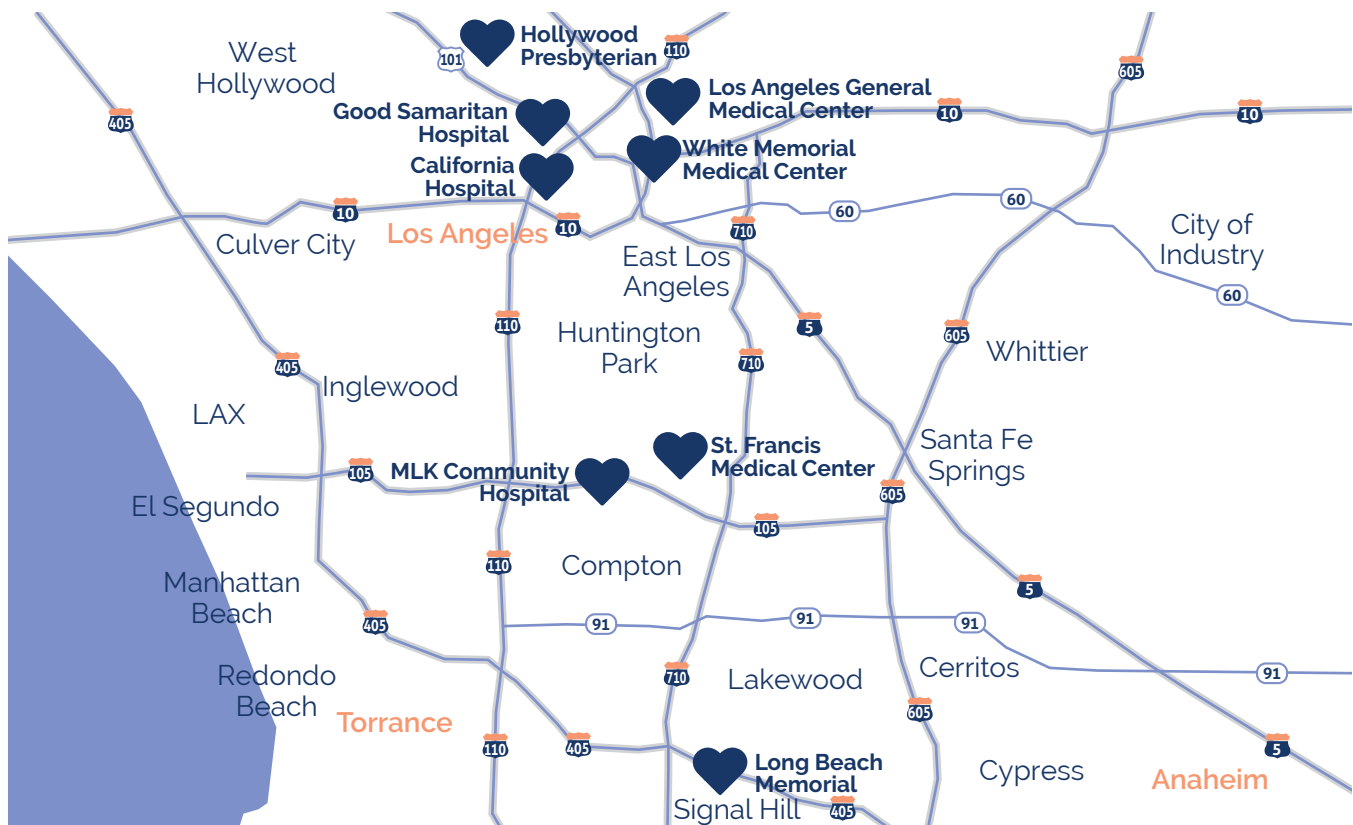 Hollywood
Presbyterian
West
Hollywood
101
110
605
Los Angeles General
Medical Center
405
Good Samaritan
Hospital
10
10
White Memorial
Medical Center
California
Hospital
10
60
60
10
710
Culver City
Los Angeles
City of
Industry
East Los
Angeles
60
110
5
Huntington
Park
605
Whittier
405
710
Inglewood
LAX
St. Francis
Medical Center
Santa Fe
Springs
105
MLK Community
Hospital
605
El Segundo
105
110
Compton
5
Manhattan
Beach
405
91
91
91
Redondo
Beach
710
Lakewood
Cerritos
91
605
Torrance
110
405
5
Long Beach
Memorial
Cypress
Anaheim
Signal Hill
405